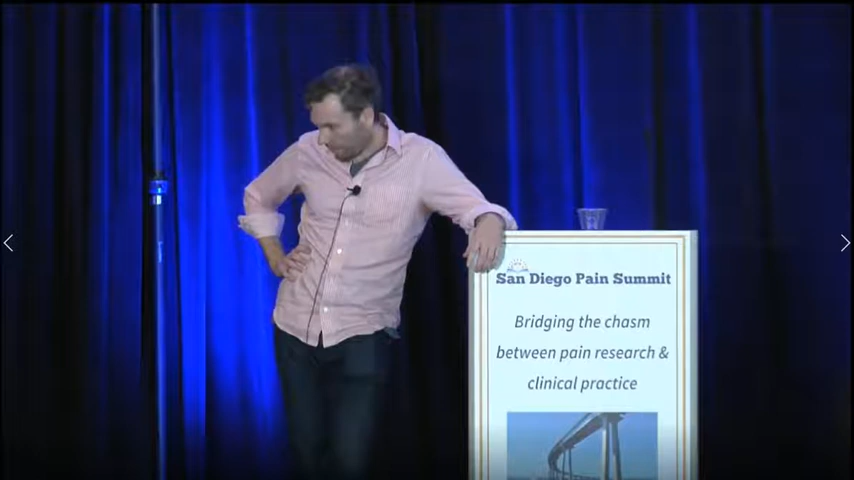 San Diego Pain Summit
Bridging the chasm
between pain research &
clinical practice